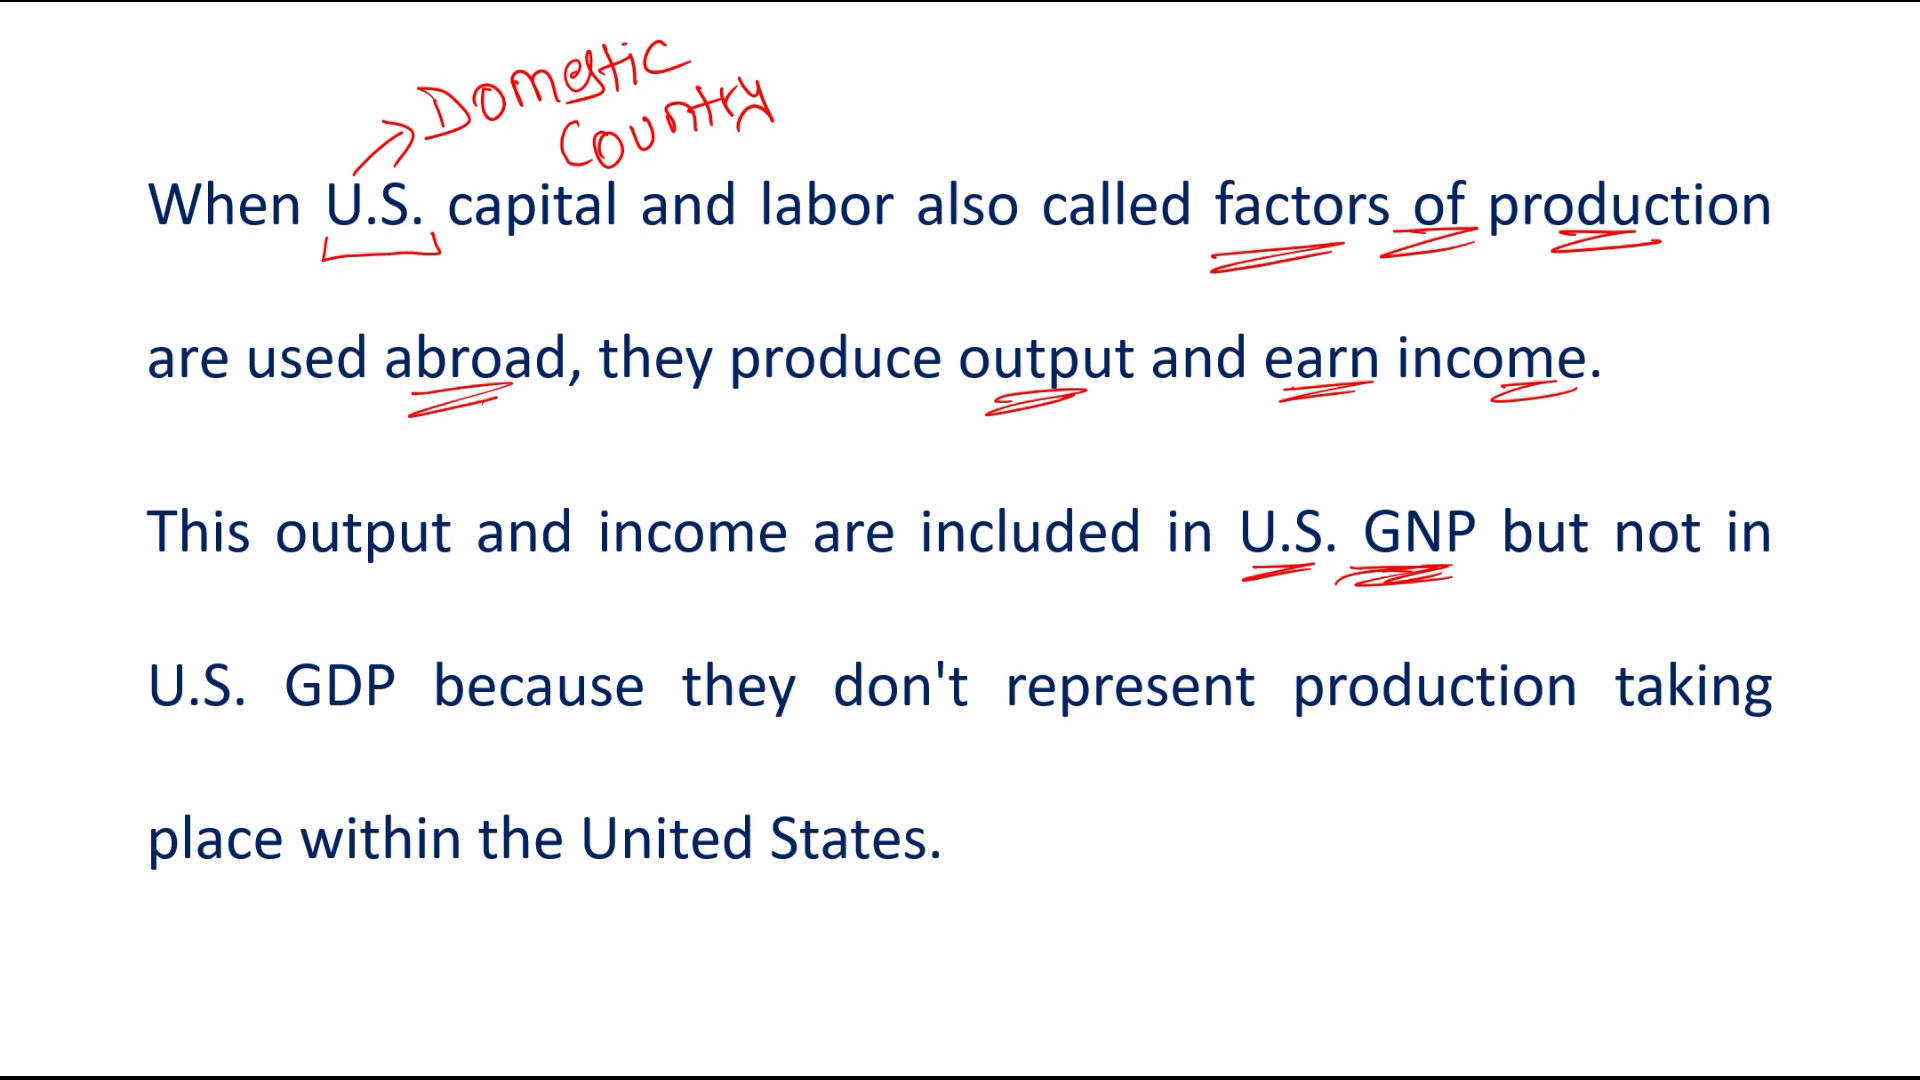 Domestic
Country
When U.S. capital and labor also called factors of production
are used abroad, they produce output and earn income.
This output and income are included in U.S. GNP but not in
U.S. GDP because they don't represent production taking
place within the United States.